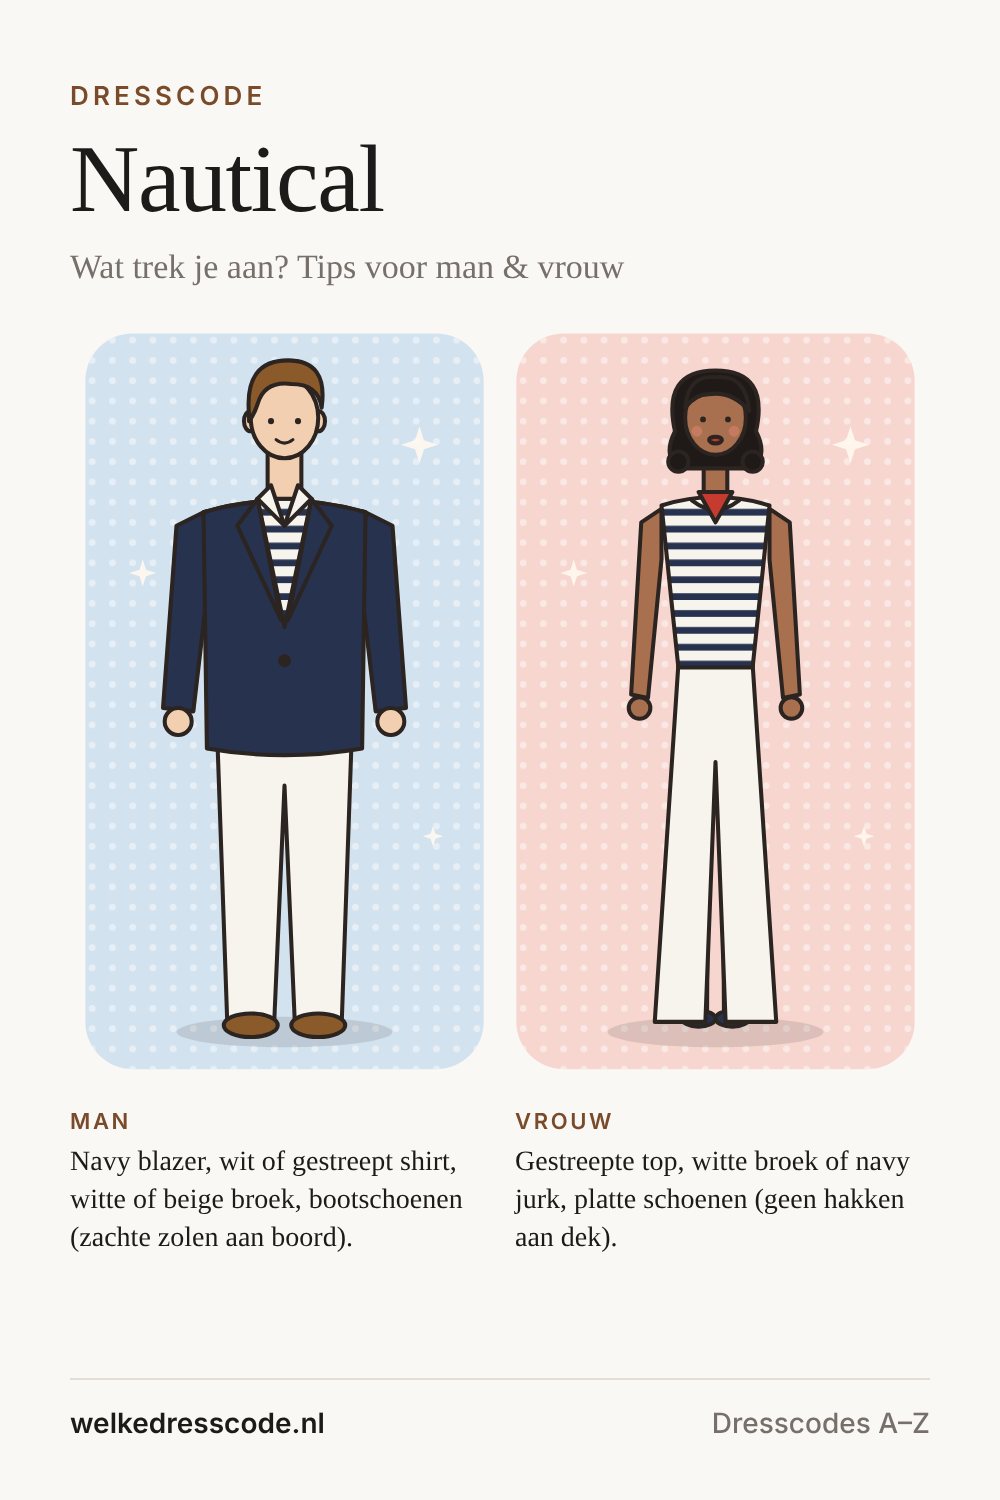 DRESSCODE
Nautical
Wat trek je aan? Tips voor man & vrouw
MAN
Navy blazer, wit of gestreept shirt,
witte of beige broek, bootschoenen
(zachte zolen aan boord).
VROUW
Gestreepte top, witte broek of navy
jurk, platte schoenen (geen hakken
aan dek).
welkedresscode.nl
Dresscodes A–Z